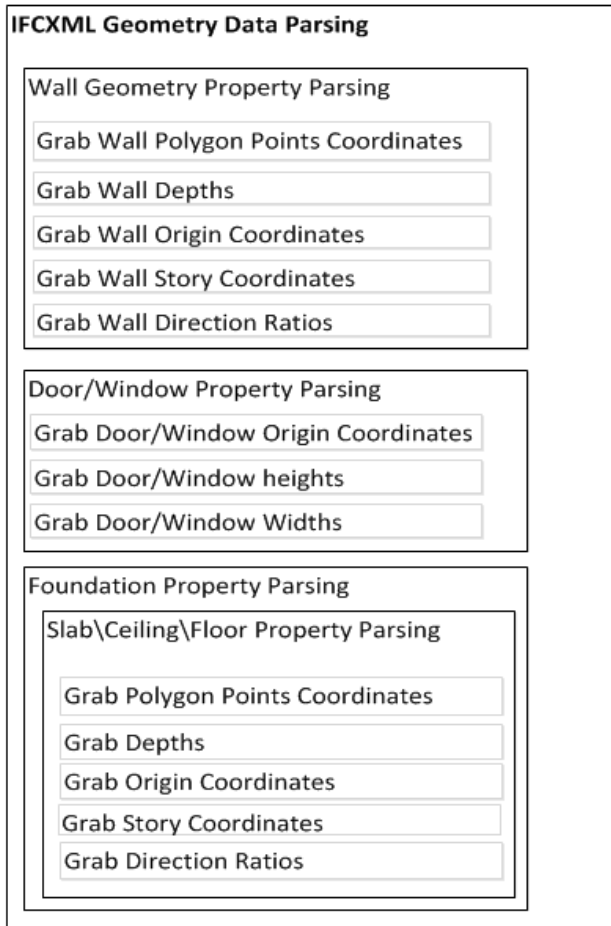 IFCXML Geometry Data Parsing
Wall Geometry Property Parsing
Grab Wall Polygon Points Coordinates
Grab Wall Depths
Grab Wall Origin Coordinates
Grab Wall Story Coordinates
Grab Wall Direction Ratios
Door/Window Property Parsing
Grab Door/Window Origin Coordinates
Grab Door/Window heights
Grab Door/Window Widths
Foundation Property Parsing
Slab\Ceiling\Floor Property Parsing
Grab Polygon Points Coordinates
Grab Depths
Grab Origin Coordinates
Grab Story Coordinates
Grab Direction Ratios